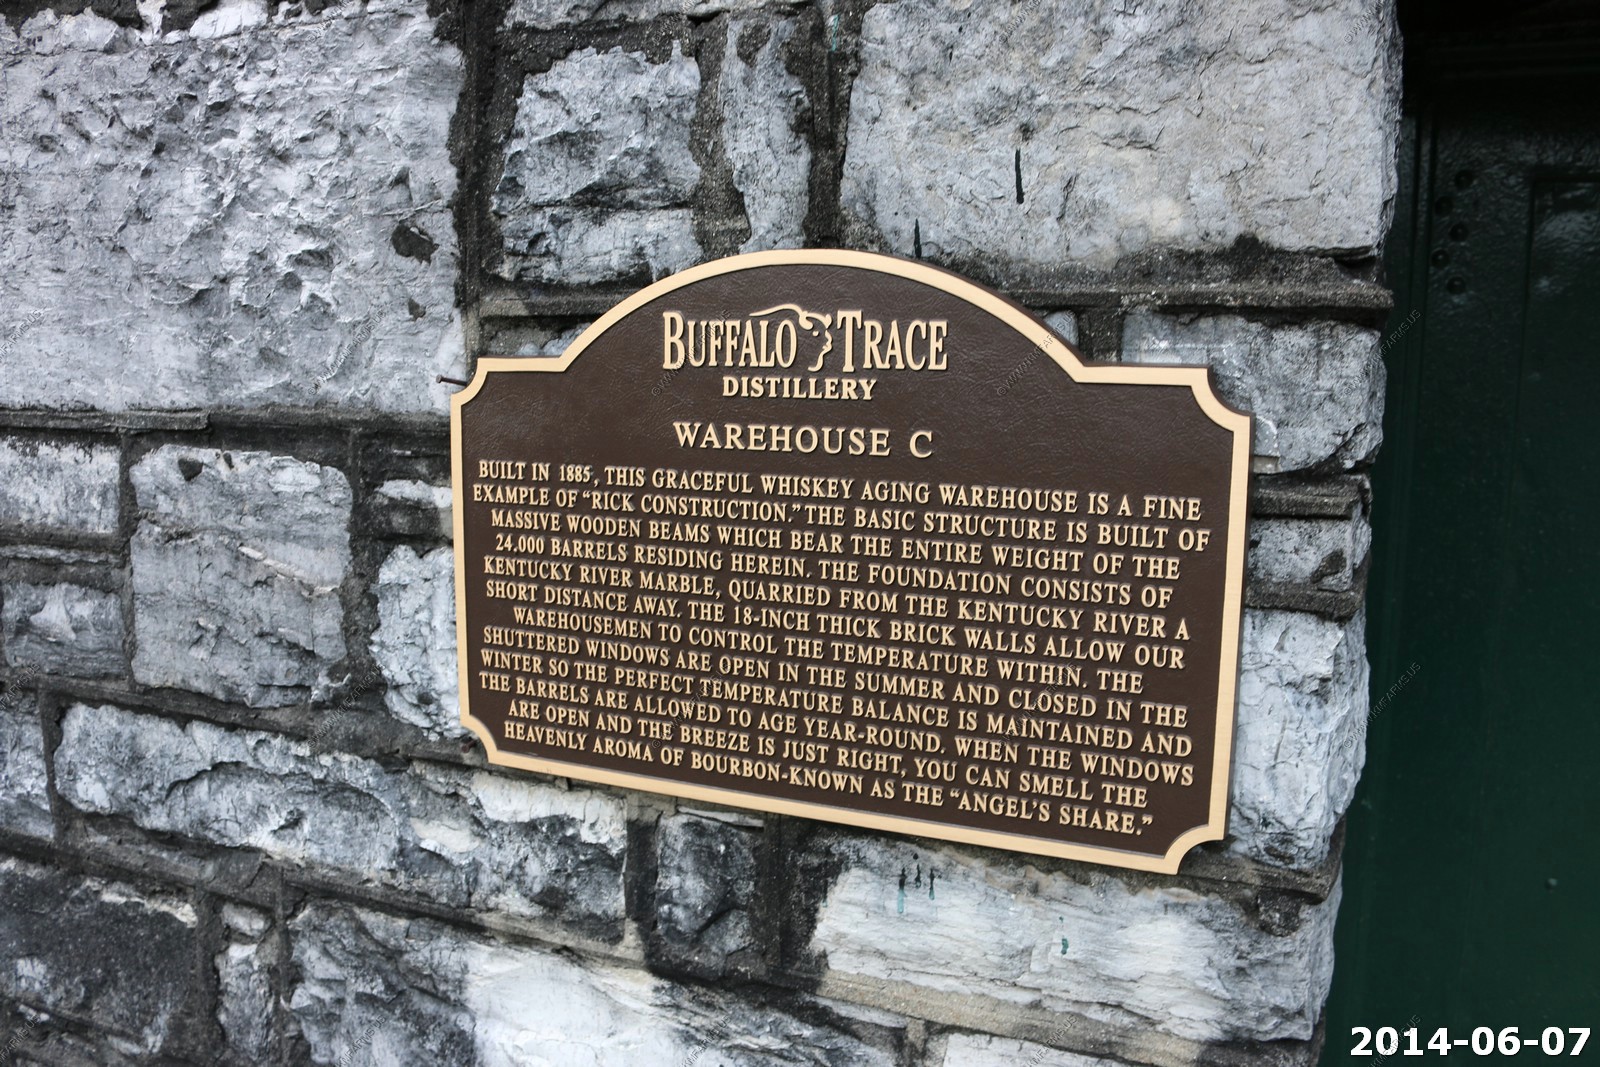 BUFFALO TRACE
DISTILLERY
WAREHOUSE C
BUILT IN 1885, THIS GRACEFUL WHISKEY AGING WAREHOUSE IS A FINE
EXAMPLE OF “RICK CONSTRUCTION.” THE BASIC STRUCTURE IS BUILT OF
MASSIVE WOODEN BEAMS WHICH BEAR THE ENTIRE WEIGHT OF THE
24,000 BARRELS RESIDING HEREIN. THE FOUNDATION CONSISTS OF
KENTUCKY RIVER MARBLE, QUARRIED FROM THE KENTUCKY RIVER A
SHORT DISTANCE AWAY. THE 18-INCH THICK BRICK WALLS ALLOW OUR
WAREHOUSEMEN TO CONTROL THE TEMPERATURE WITHIN. THE
SHUTTERED WINDOWS ARE OPEN IN THE SUMMER AND CLOSED IN THE
WINTER SO THE PERFECT TEMPERATURE BALANCE IS MAINTAINED AND
THE BARRELS ARE ALLOWED TO AGE YEAR-ROUND. WHEN THE WINDOWS
ARE OPEN AND THE BREEZE IS JUST RIGHT, YOU CAN SMELL THE
HEAVENLY AROMA OF BOURBON-KNOWN AS THE “ANGEL’S SHARE.”
2014-06-07